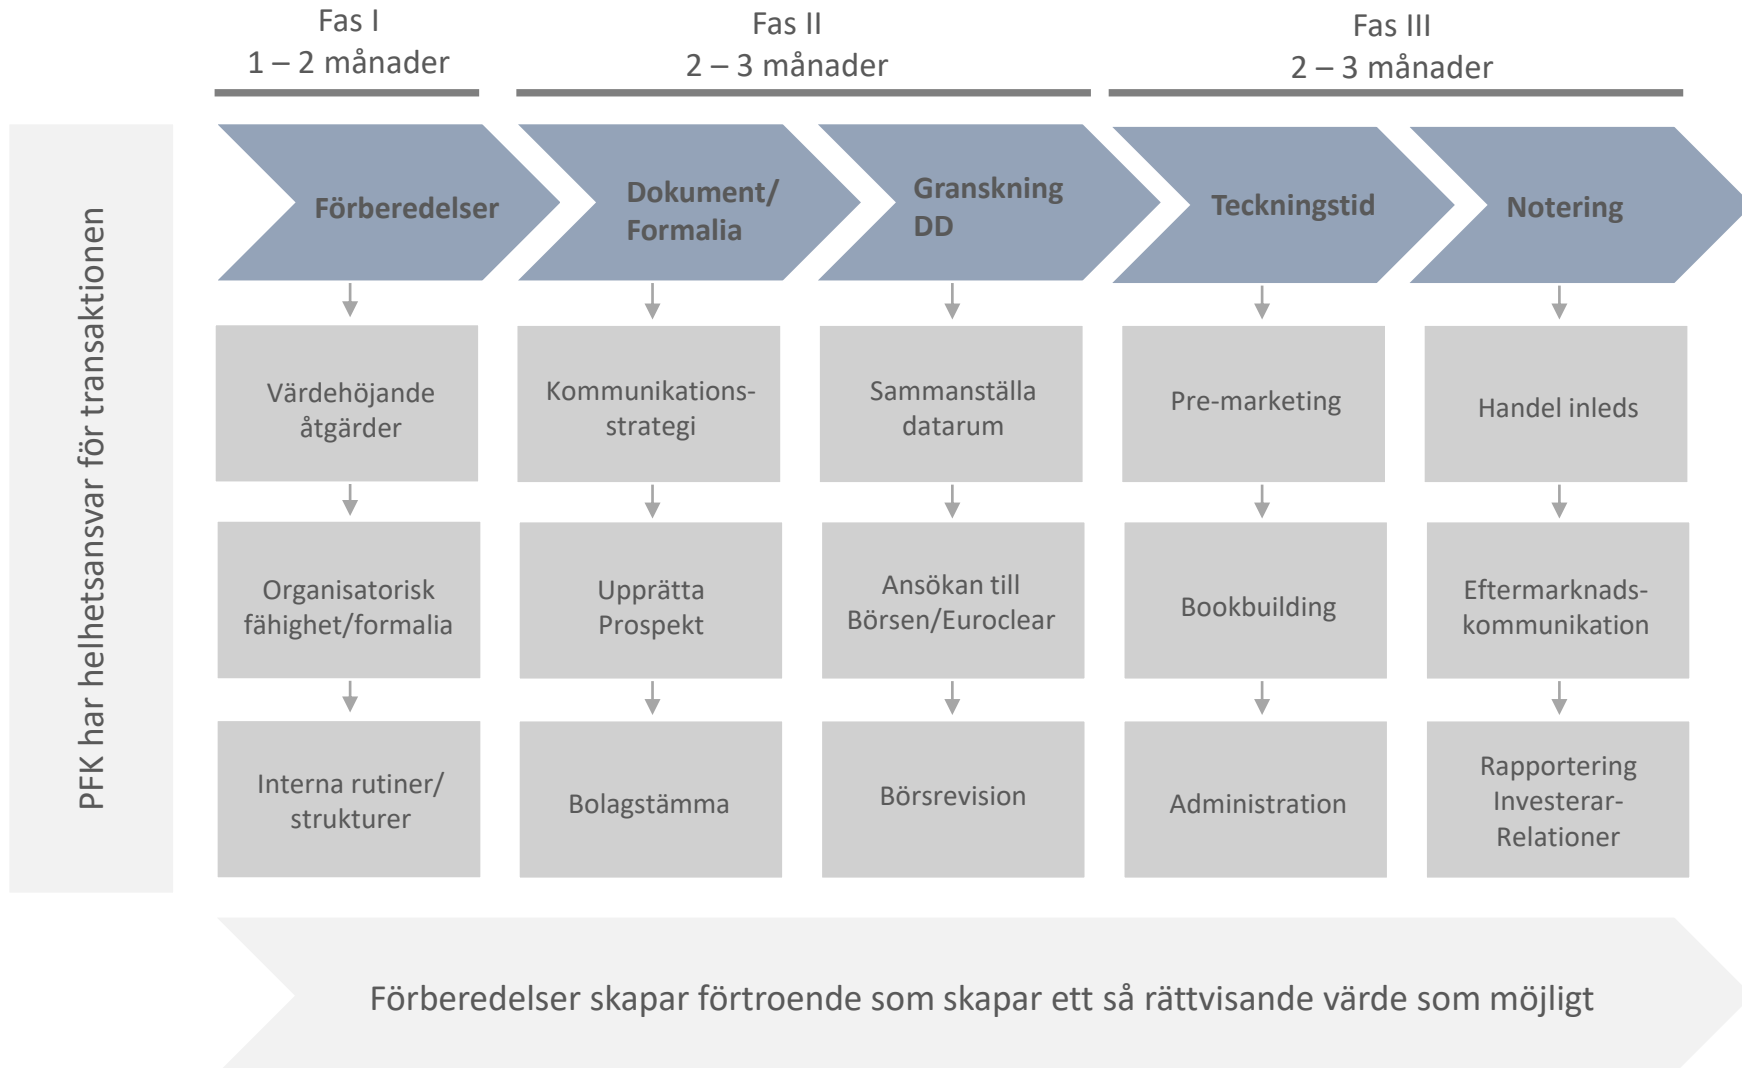 Fas I
1 – 2 månader
Fas II
2 – 3 månader
Fas III
2 – 3 månader
PFK har helhetsansvar för transaktionen
Förberedelser
Dokument/
Formalia
Granskning
DD
Teckningstid
Notering
Värdehöjande
åtgärder
Kommunikations-
strategi
Sammanställa
datarum
Pre-marketing
Handel inleds
Organisatorisk
fähighet/formalia
Upprätta
Prospekt
Ansökan till
Börsen/Euroclear
Bookbuilding
Eftermarknads-
kommunikation
Interna rutiner/
strukturer
Bolagstämma
Börsrevision
Administration
Rapportering
Investerar-
Relationer
Förberedelser skapar förtroende som skapar ett så rättvisande värde som möjligt